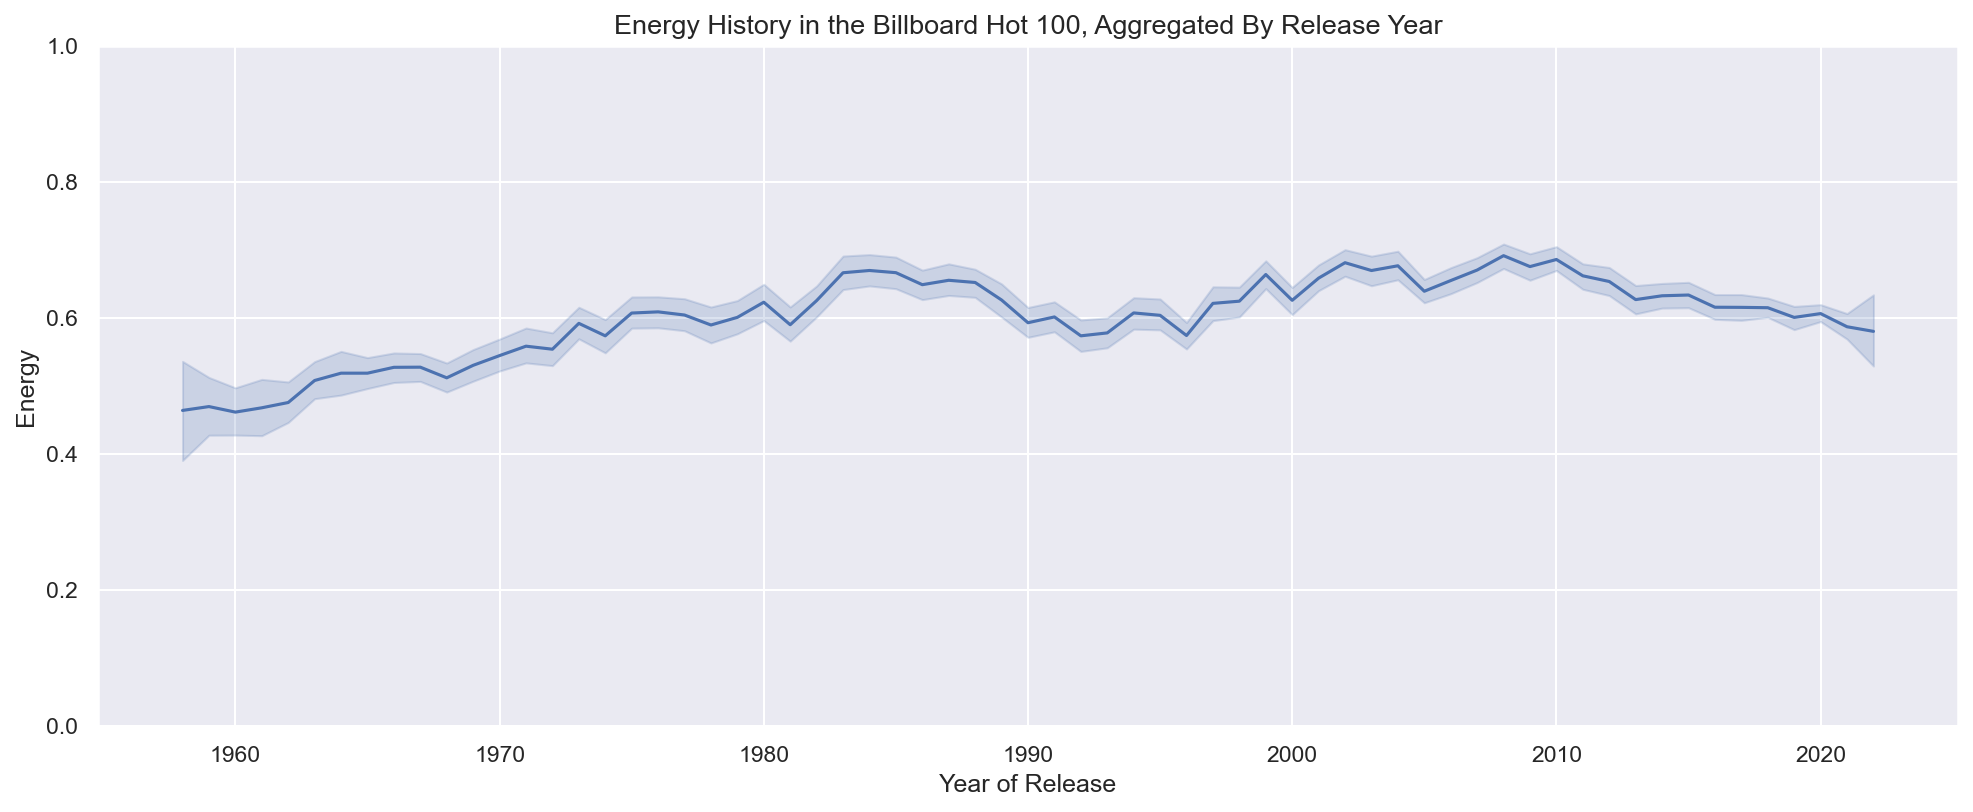 Energy History in the Billboard Hot 100, Aggregated By Release Year
1.0
0.8
0.6
0.4
0.2
0.0
Energy
1960 1970 1980 1990 2000 2010 2020
Year of Release